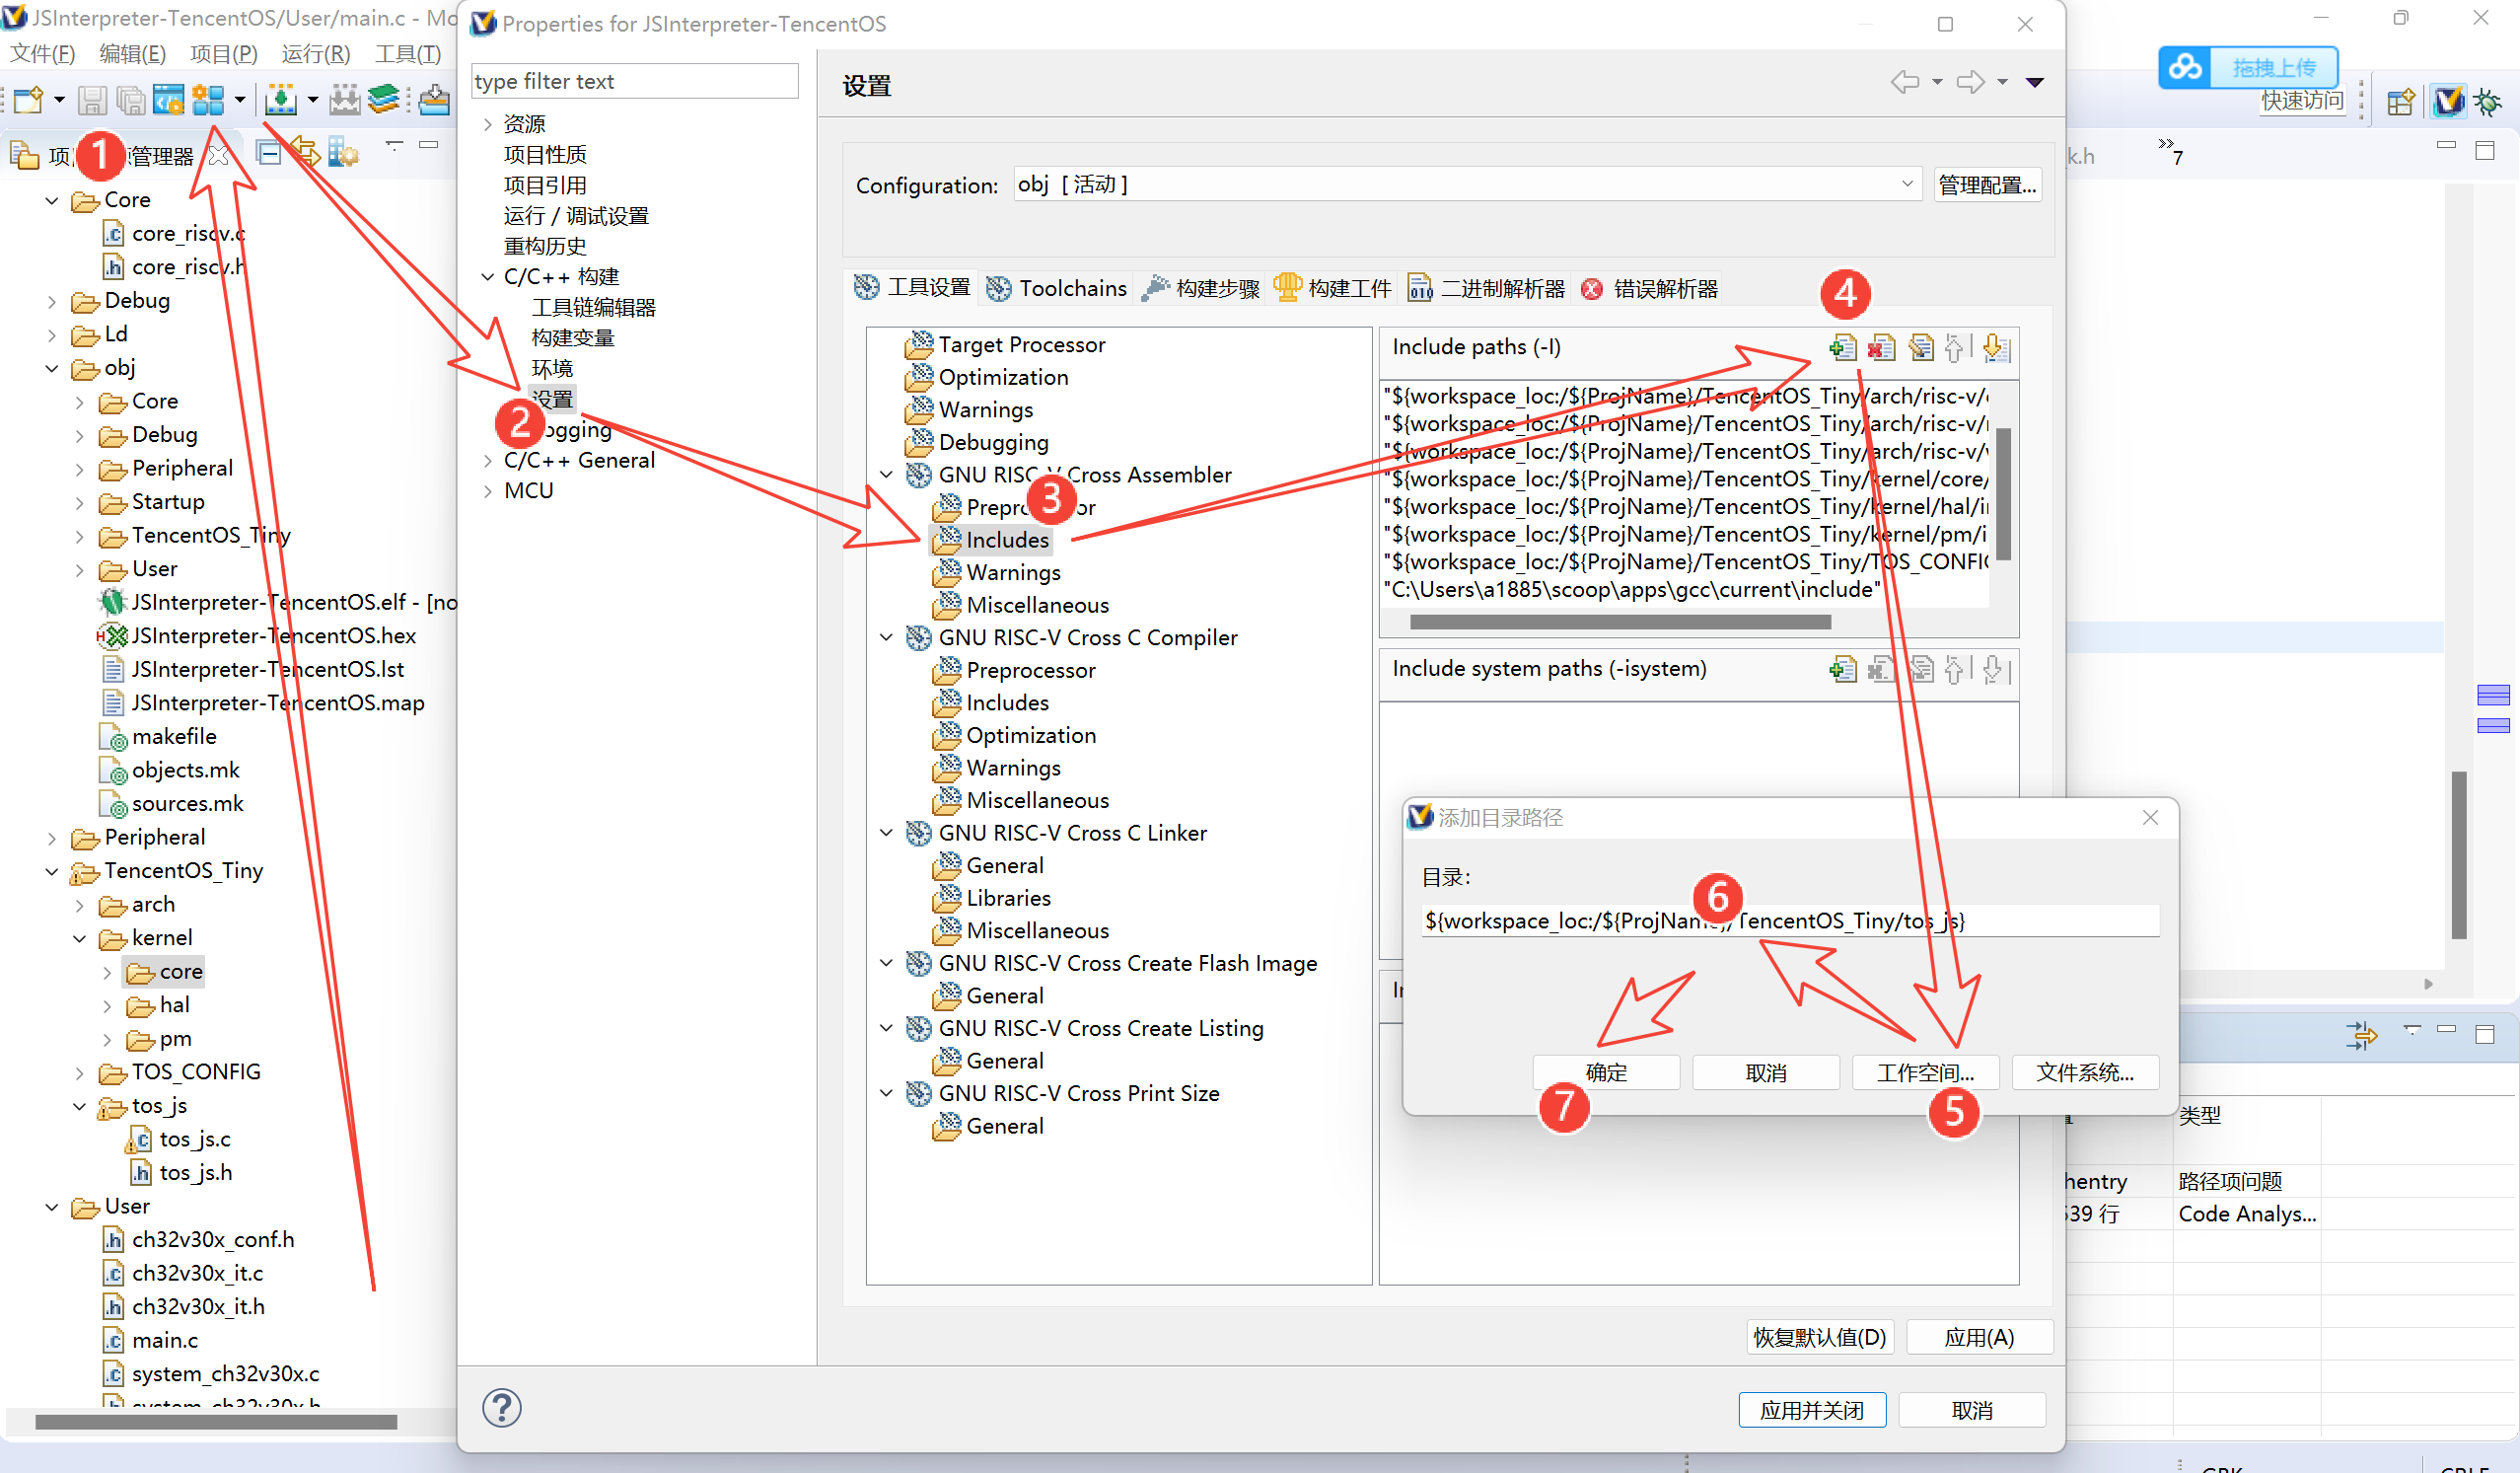 JSInterpreter-TencentOS/User/main.c - Mo
文件(F) 编辑(E) 项目(P) 运行(R) 工具(T)
拖拽上传
快速访问
项
1
管理器
k.h
7
Core
core_riscv.c
core_riscv.h
Debug
Ld
obj
Core
Debug
Peripheral
Startup
TencentOS_Tiny
User
JSInterpreter-TencentOS.elf - [no
JSInterpreter-TencentOS.hex
JSInterpreter-TencentOS.lst
JSInterpreter-TencentOS.map
makefile
objects.mk
sources.mk
Peripheral
TencentOS_Tiny
arch
kernel
core
hal
pm
TOS_CONFIG
tos_js
tos_js.c
tos_js.h
User
ch32v30x_conf.h
ch32v30x_it.c
ch32v30x_it.h
main.c
system_ch32v30x.c
system_ch32v30x.h
Properties for JSInterpreter-TencentOS
type filter text
资源
项目性质
项目引用
运行 / 调试设置
重构历史
C/C++ 构建
工具链编辑器
构建变量
环境
设置
2
ogging
C/C++ General
MCU
设置
Configuration: obj [ 活动 ] 管理配置...
工具设置 Toolchains 构建步骤 构建工件 二进制解析器 错误解析器
4
Target Processor
Optimization
Warnings
Debugging
GNU RISC-V Cross Assembler
3
Preprocessor
Includes
Warnings
Miscellaneous
GNU RISC-V Cross C Compiler
Preprocessor
Includes
Optimization
Warnings
Miscellaneous
GNU RISC-V Cross C Linker
General
Libraries
Miscellaneous
GNU RISC-V Cross Create Flash Image
General
GNU RISC-V Cross Create Listing
General
GNU RISC-V Cross Print Size
General
Include paths (-I)
"${workspace_loc:/${ProjName}/TencentOS_Tiny/arch/risc-v/
"${workspace_loc:/${ProjName}/TencentOS_Tiny/arch/risc-v/
"${workspace_loc:/${ProjName}/TencentOS_Tiny/arch/risc-v/
"${workspace_loc:/${ProjName}/TencentOS_Tiny/kernel/core/
"${workspace_loc:/${ProjName}/TencentOS_Tiny/kernel/hal/i
"${workspace_loc:/${ProjName}/TencentOS_Tiny/kernel/pm/i
"${workspace_loc:/${ProjName}/TencentOS_Tiny/TOS_CONFI
"C:\Users\a1885\scoop\apps\gcc\current\include"
Include system paths (-isystem)
添加目录路径
目录:
6
${workspace_loc:/${ProjName}/TencentOS_Tiny/tos_js}
确定 取消 工作空间... 文件系统...
7
5
类型
hentry 路径项问题
539 行 Code Analys...
恢复默认值(D) 应用(A)
应用并关闭 取消